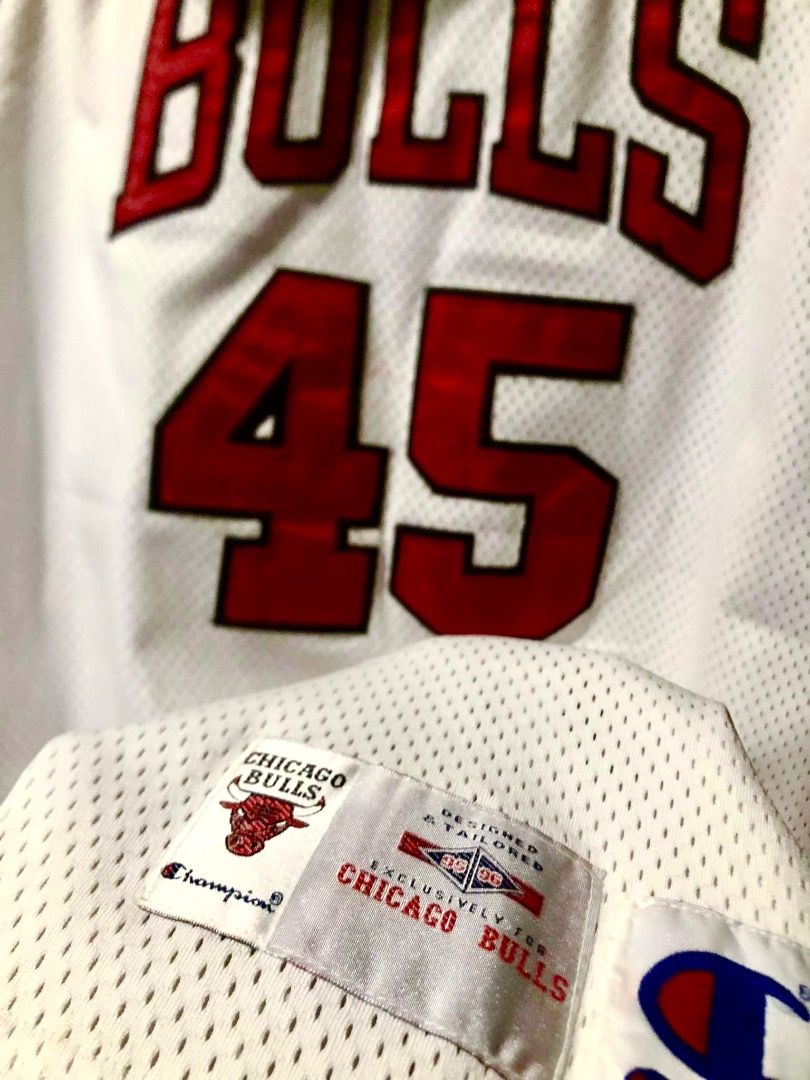 BULLS
45
CHICAGO
BULLS
Champion®
DESIGNED
& TAILORED
95 96
EXCLUSIVELY FOR
CHICAGO BULLS